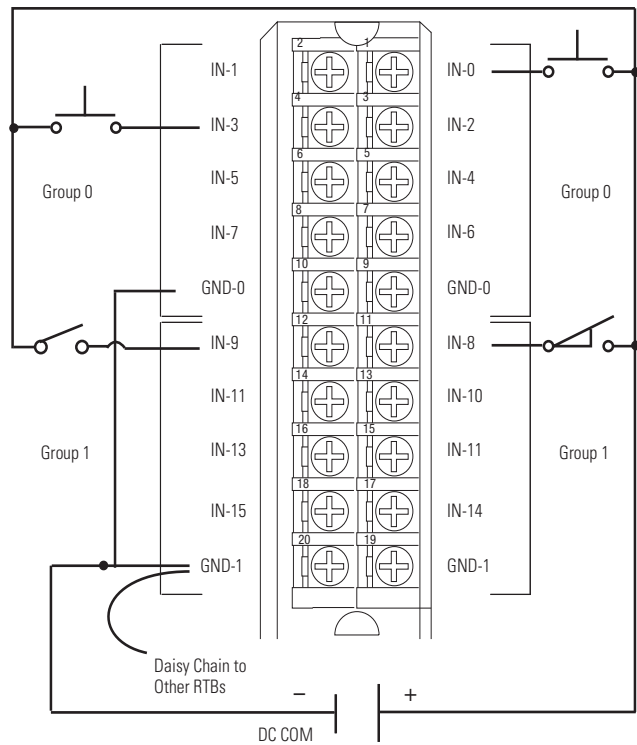 2 1
IN-1 IN-0
4 3
IN-3 IN-2
6 5
IN-5 IN-4
Group 0 Group 0
8 7
IN-7 IN-6
10 9
GND-0 GND-0
12 11
IN-9 IN-8
14 13
IN-11 IN-10
16 15
IN-13 IN-11
Group 1 Group 1
18 17
IN-15 IN-14
20 19
GND-1 GND-1
Daisy Chain to
Other RTBs
– +
DC COM